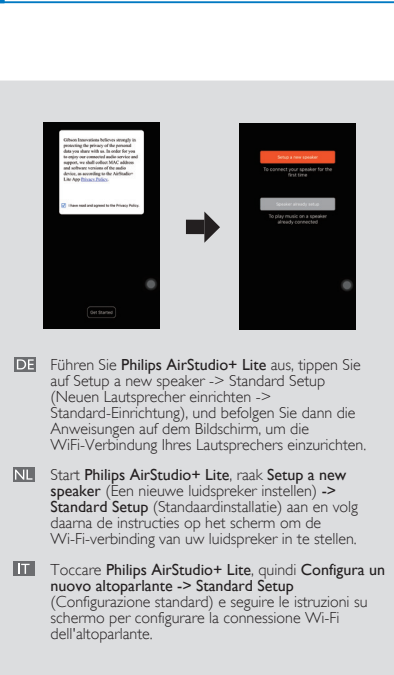 Gibson Innovations believes strongly in
protecting the privacy of the personal
data you share with us. In order for you
to enjoy our connected audio service and
support, we shall collect MAC address
and software versions of the audio
device, as according to the AirStudio+
Lite App Privacy Policy.
I have read and agreed to the Privacy Policy.
Get Started
Setup a new speaker
To connect your speaker for the
first time
Speaker already setup
To play music on a speaker
already connected
DE
Führen Sie Philips AirStudio+ Lite aus, tippen Sie
auf Setup a new speaker -> Standard Setup
(Neuen Lautsprecher einrichten ->
Standard-Einrichtung), und befolgen Sie dann die
Anweisungen auf dem Bildschirm, um die
WiFi-Verbindung Ihres Lautsprechers einzurichten.
NL
Start Philips AirStudio+ Lite, raak Setup a new
speaker (Een nieuwe luidspreker instellen) ->
Standard Setup (Standaardinstallatie) aan en volg
daarna de instructies op het scherm om de
Wi-Fi-verbinding van uw luidspreker in te stellen.
IT
Toccare Philips AirStudio+ Lite, quindi Configura un
nuovo altoparlante -> Standard Setup
(Configurazione standard) e seguire le istruzioni su
schermo per configurare la connessione Wi-Fi
dell'altoparlante.